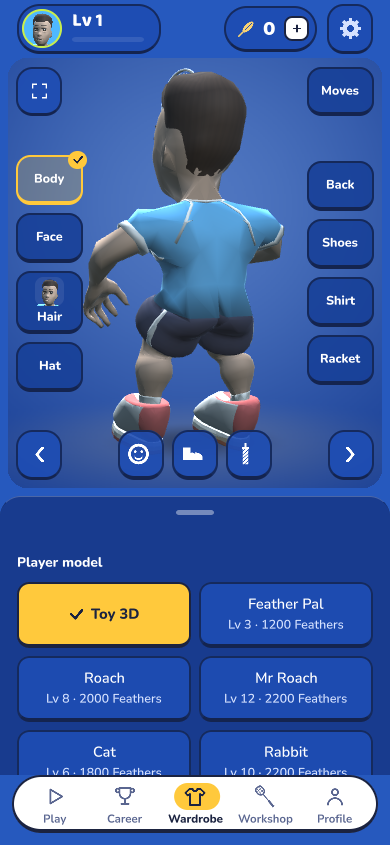 Lv 1
0
+
Moves
Body
Back
Face
Shoes
Hair
Shirt
Hat
Racket
Player model
Toy 3D
Feather Pal
Lv 3 · 1200 Feathers
Roach
Lv 8 · 2000 Feathers
Mr Roach
Lv 12 · 2200 Feathers
Cat
Lv 6 · 1800 Feathers
Rabbit
Lv 10 · 2200 Feathers
Play
Career
Wardrobe
Workshop
Profile